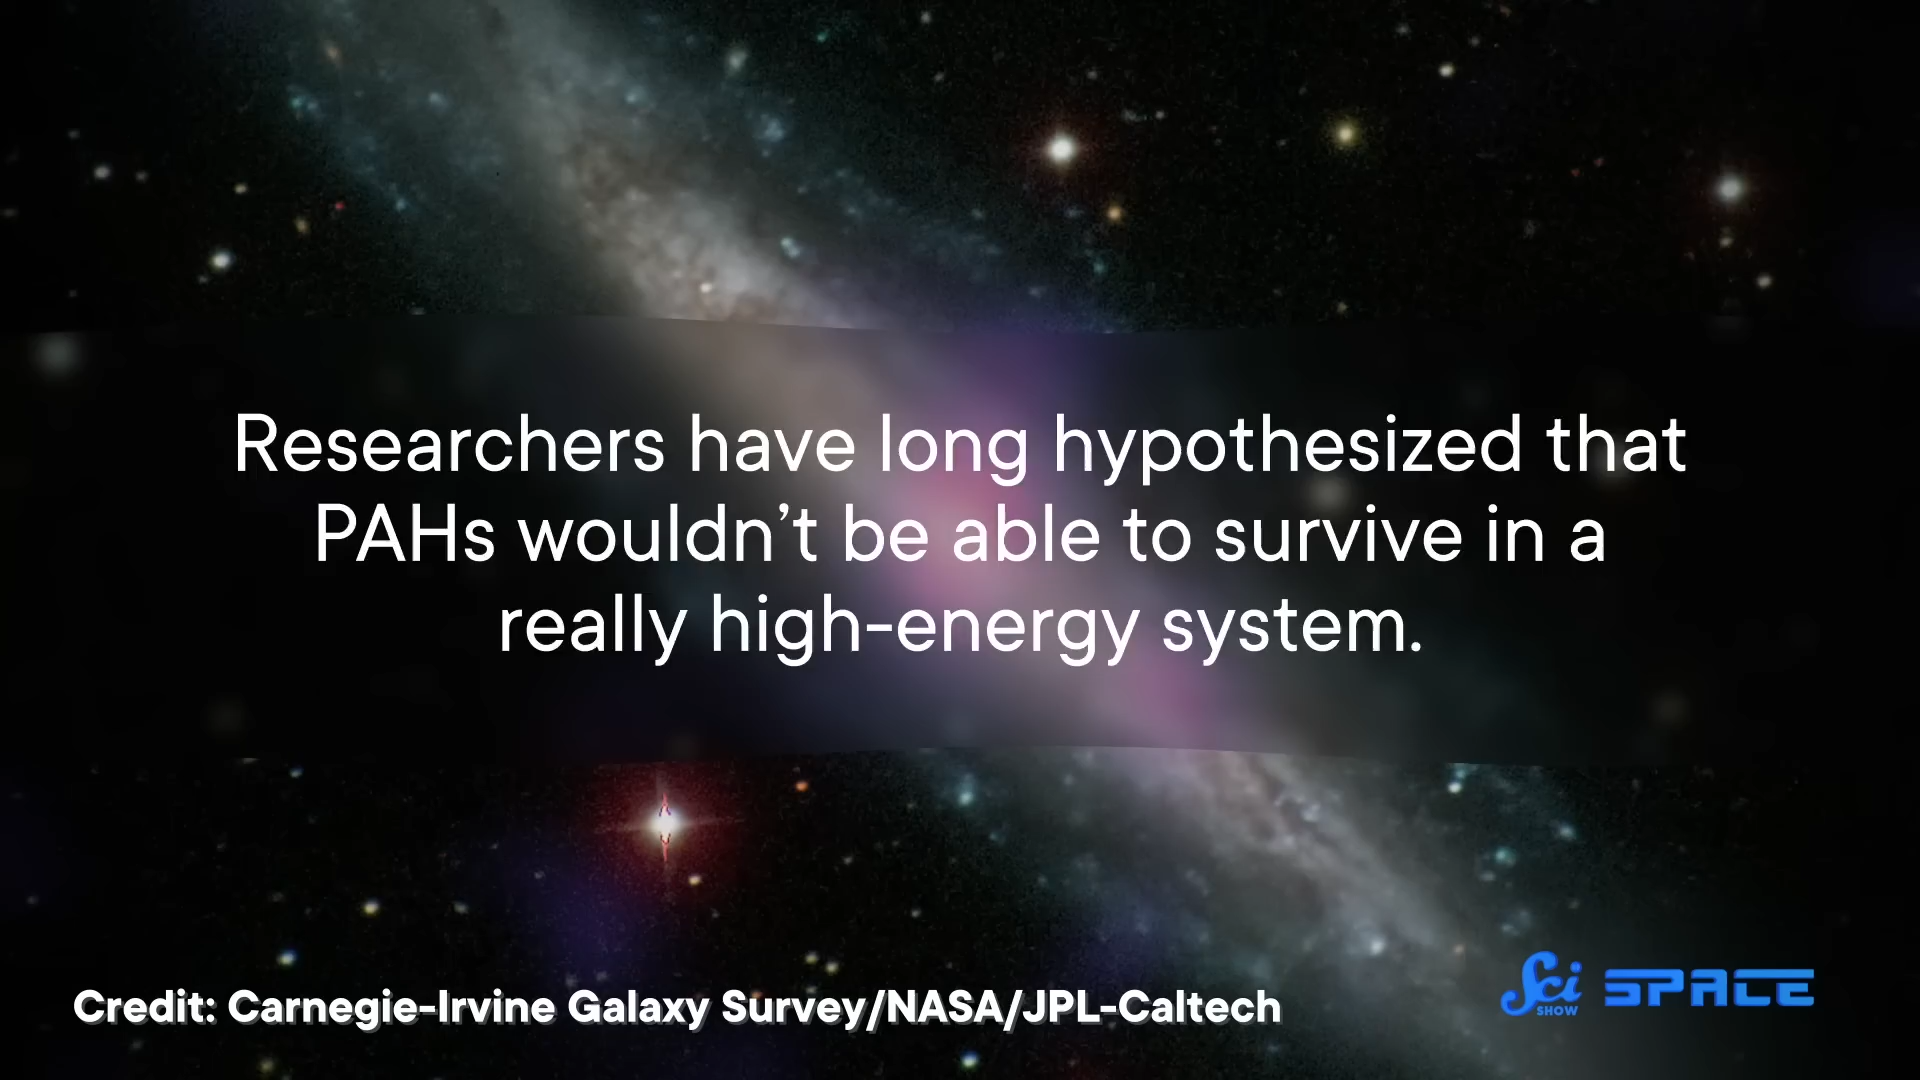 Researchers have long hypothesized that
PAHs wouldn’t be able to survive in a
really high-energy system.
Credit: Carnegie-Irvine Galaxy Survey/NASA/JPL-Caltech
Sci SHOW SPACE